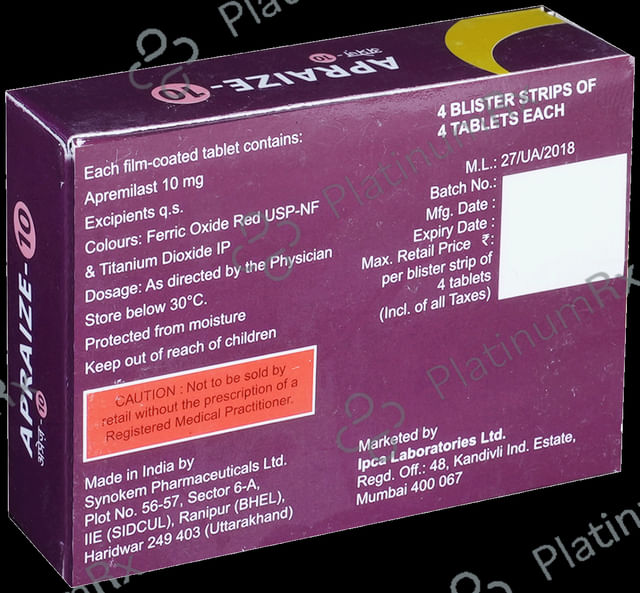 APRAIZE-10
अप्रैज़-10
4 BLISTER STRIPS OF
4 TABLETS EACH
Each film-coated tablet contains:
Apremilast 10 mg
Excipients q.s.
Colours: Ferric Oxide Red USP-NF
& Titanium Dioxide IP
Dosage: As directed by the Physician
Store below 30°C.
Protected from moisture
Keep out of reach of children
CAUTION : Not to be sold by
retail without the prescription of a
Registered Medical Practitioner.
Made in India by
Synokem Pharmaceuticals Ltd.
Plot No. 56-57, Sector 6-A,
IIE (SIDCUL), Ranipur (BHEL),
Haridwar 249 403 (Uttarakhand)
M.L.: 27/UA/2018
Batch No.:
Mfg. Date :
Expiry Date :
Max. Retail Price ₹:
per blister strip of
4 tablets
(Incl. of all Taxes)
Marketed by
Ipca Laboratories Ltd.
Regd. Off.: 48, Kandivli Ind. Estate,
Mumbai 400 067
APRAIZE-10
अप्रैज़-10
PlatinumRx
PlatinumRx
PlatinumRx